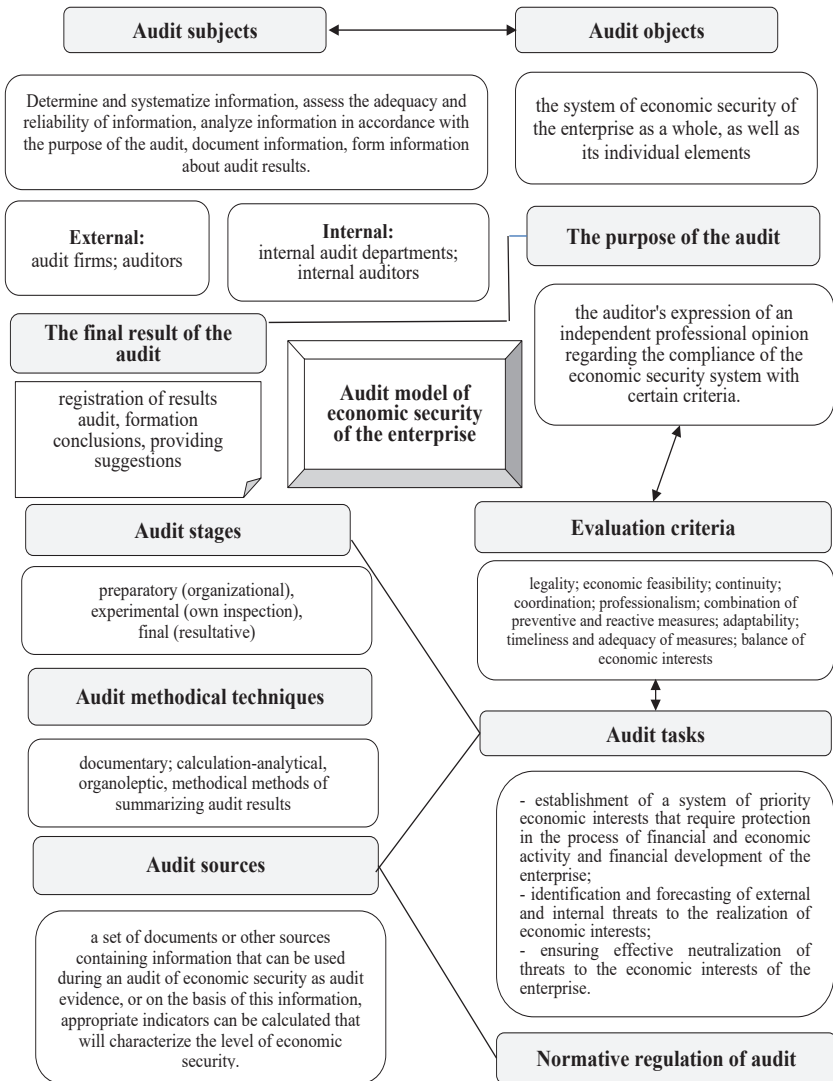 Audit subjects
Audit objects
Determine and systematize information, assess the adequacy and
reliability of information, analyze information in accordance with
the purpose of the audit, document information, form information
about audit results.
the system of economic security of
the enterprise as a whole, as well as
its individual elements
External:
audit firms; auditors
Internal:
internal audit departments;
internal auditors
The purpose of the audit
The final result of the
audit
the auditor's expression of an
independent professional opinion
regarding the compliance of the
economic security system with
certain criteria.
registration of results
audit, formation
conclusions, providing
suggestions
Audit model of
economic security
of the enterprise
Audit stages
Evaluation criteria
preparatory (organizational),
experimental (own inspection),
final (resultative)
legality; economic feasibility; continuity;
coordination; professionalism; combination of
preventive and reactive measures; adaptability;
timeliness and adequacy of measures; balance of
economic interests
Audit methodical techniques
Audit tasks
documentary; calculation-analytical,
organoleptic, methodical methods of
summarizing audit results
- establishment of a system of priority
economic interests that require protection
in the process of financial and economic
activity and financial development of the
enterprise;
- identification and forecasting of external
and internal threats to the realization of
economic interests;
- ensuring effective neutralization of
threats to the economic interests of the
enterprise.
Audit sources
a set of documents or other sources
containing information that can be used
during an audit of economic security as audit
evidence, or on the basis of this information,
appropriate indicators can be calculated that
will characterize the level of economic
security.
Normative regulation of audit